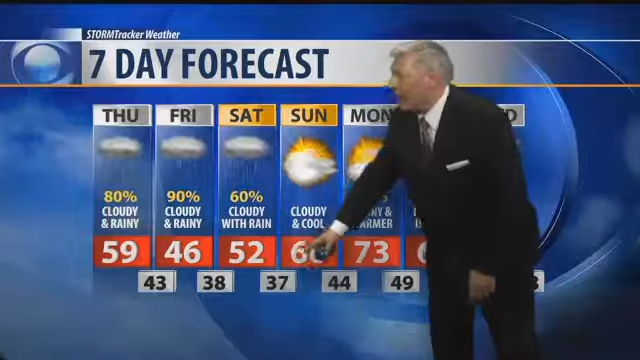 STORMTracker Weather
7 DAY FORECAST
THU FRI SAT SUN MON
80% 90% 60%
CLOUDY & RAINY
CLOUDY & RAINY
CLOUDY WITH RAIN
CLOUDY & COOL
&
59 46 52 73
43 38 37 44 49